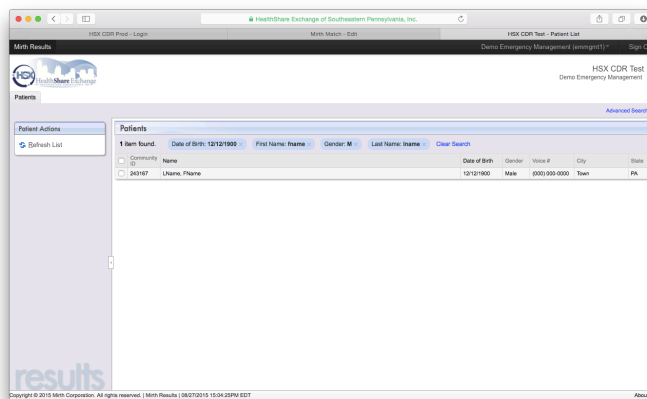 HealthShare Exchange of Southeastern Pennsylvania, Inc.
HSX CDR Prod - Login
Mirth Match - Edit
HSX CDR Test - Patient List
Mirth Results
Demo Emergency Management (emmgnt1)
Sign
HSX
HealthShare Exchange
HSX CDR Test
Demo Emergency Management
Patients
Advanced Search
Patient Actions
Refresh List
Patients
1 item found. Date of Birth: 12/12/1900 × First Name: fname × Gender: M × Last Name: lname × Clear Search
Community ID Name Date of Birth Gender Voice # City State
243167 LName, FName 12/12/1900 Male (000) 000-0000 Town PA
results
Copyright © 2015 Mirth Corporation. All rights reserved. | Mirth Results | 08/27/2015 15:04:25PM EDT
Abou